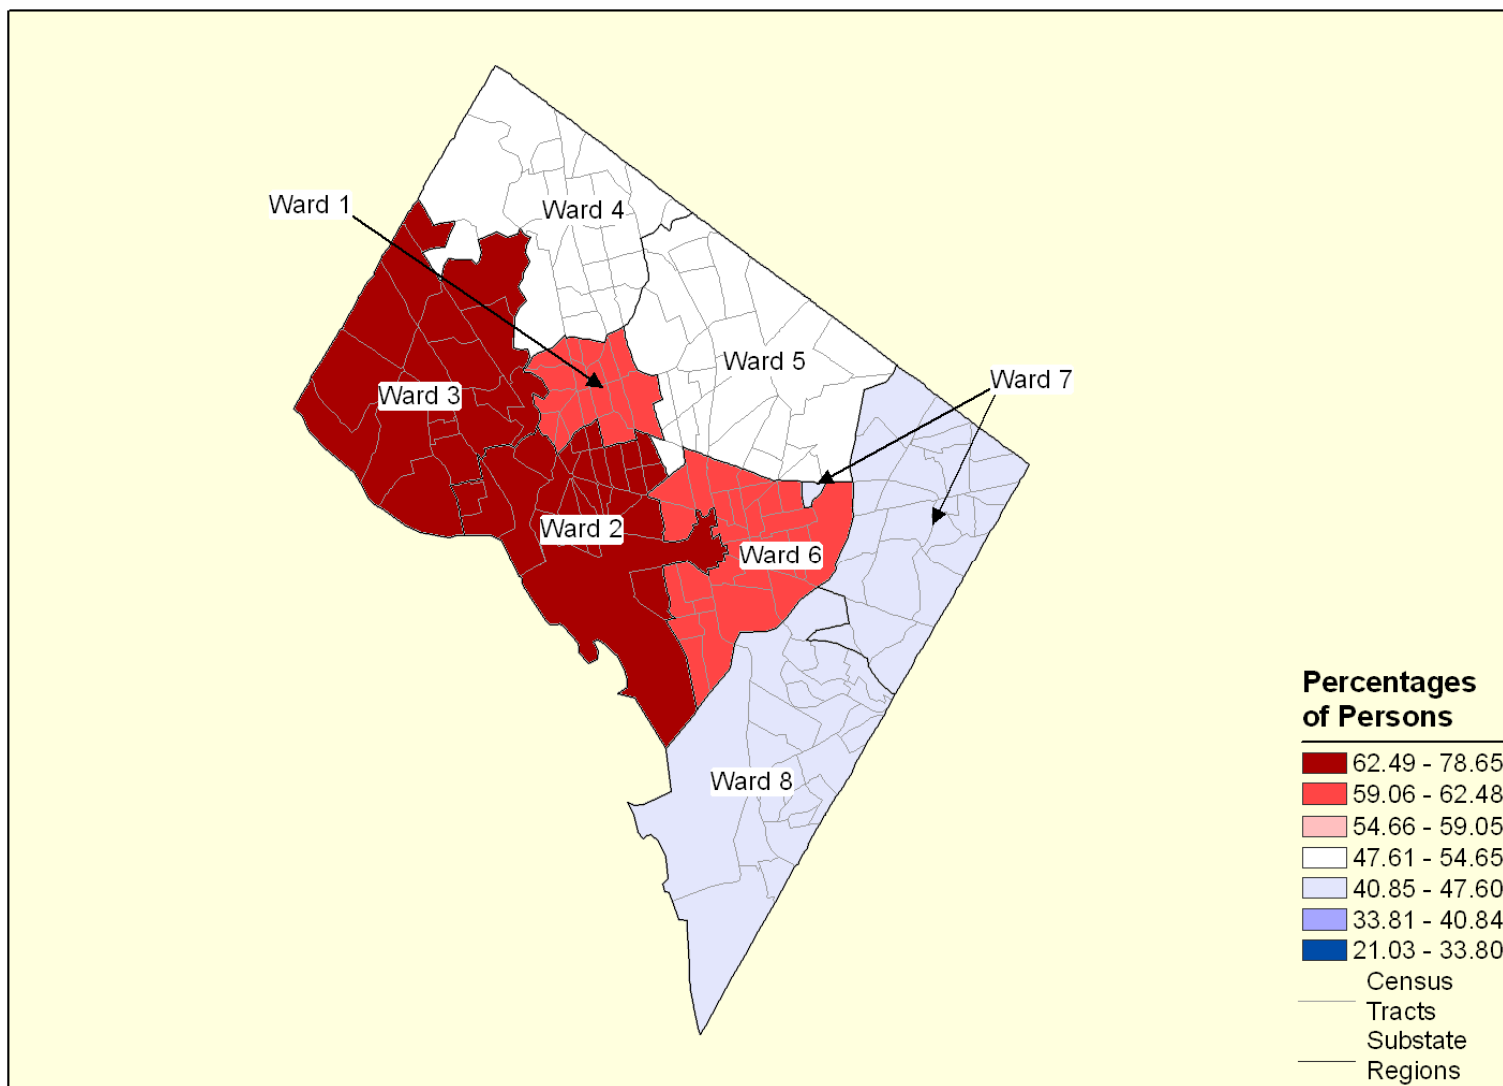 Ward 1
Ward 4
Ward 5
Ward 7
Ward 3
Ward 2
Ward 6
Ward 8
Percentages
of Persons
62.49 - 78.65
59.06 - 62.48
54.66 - 59.05
47.61 - 54.65
40.85 - 47.60
33.81 - 40.84
21.03 - 33.80
Census
Tracts
Substate
Regions